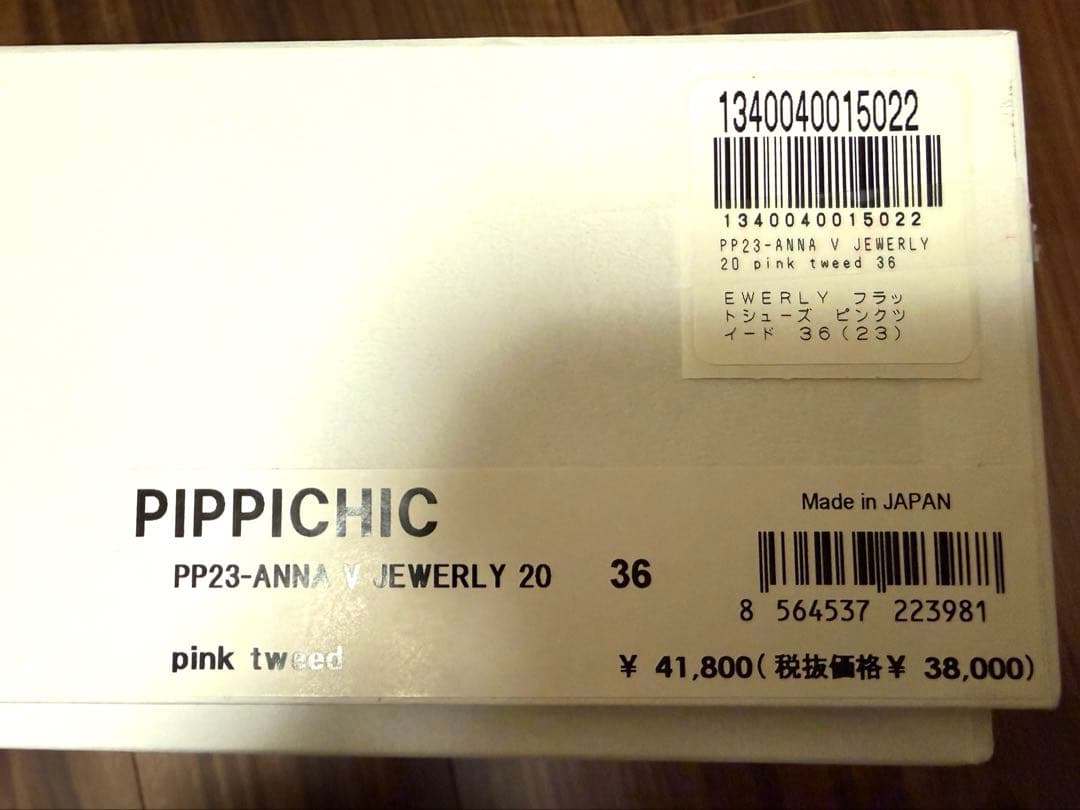 1340040015022
1340040015022
PP23-ANNA V JEWERLY
20 pink tweed 36
EWERLY フラッ
トシューズ ピンクツ
イード 36(23)
PIPPICHIC
Made in JAPAN
PP23-ANNA V JEWERLY 20 36
8 564537 223981
pink tweed
¥ 41,800(税抜価格¥ 38,000)